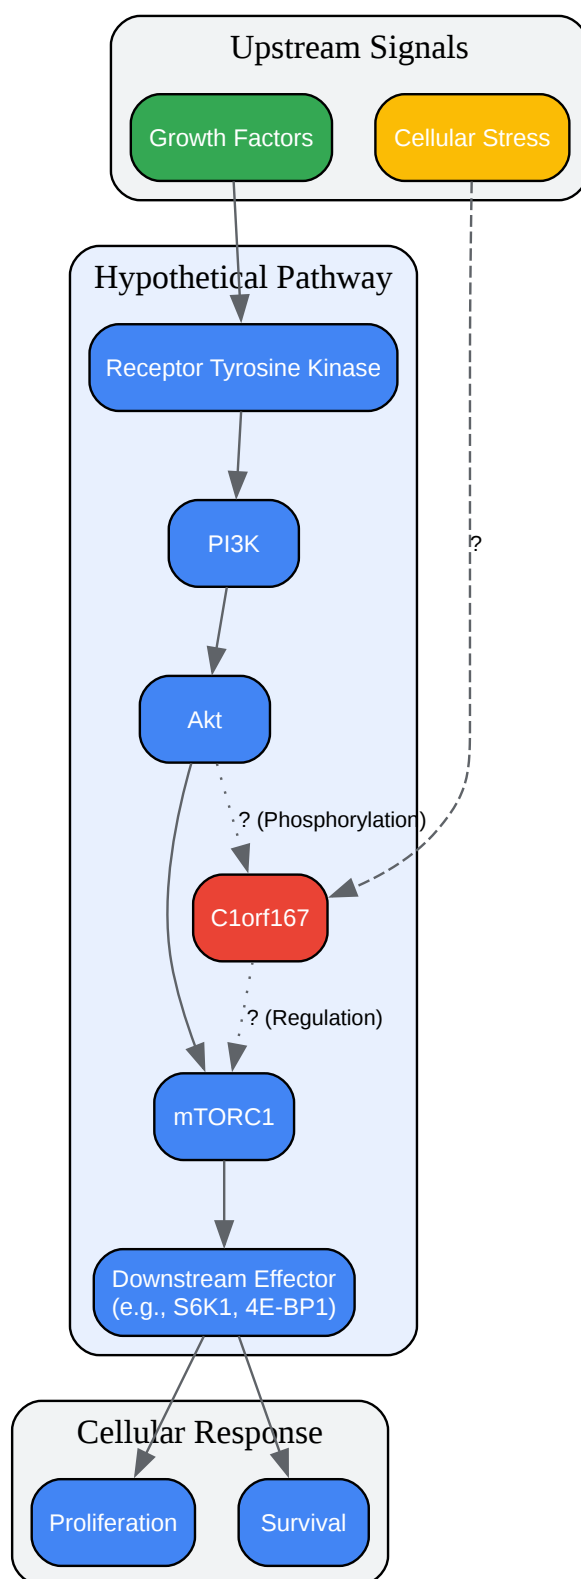 Upstream Signals
Growth Factors
Cellular Stress
Hypothetical Pathway
Receptor Tyrosine Kinase
PI3K
?
Akt
? (Phosphorylation)
C1orf167
? (Regulation)
mTORC1
Downstream Effector
(e.g., S6K1, 4E-BP1)
Cellular Response
Proliferation
Survival